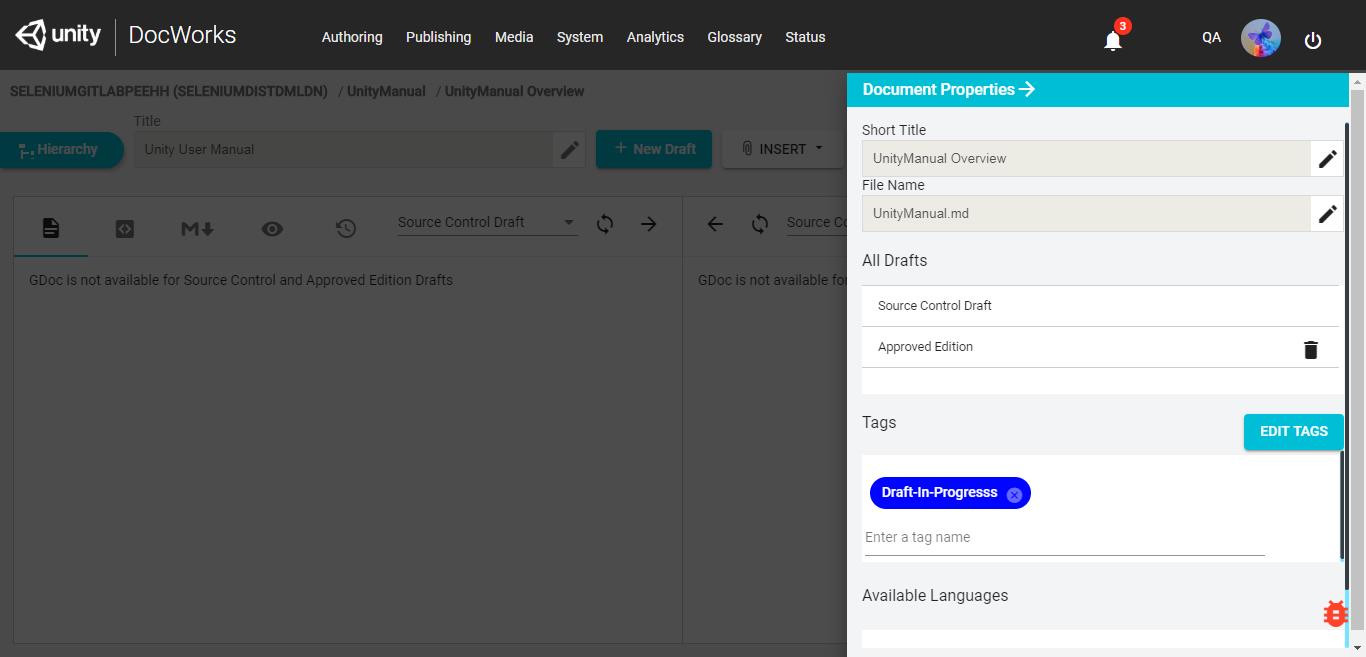 unity DocWorks Authoring Publishing Media System Analytics Glossary Status 3 QA
SELENIUMGITLABPEEHH (SELENIUMDISTDMLDN) / UnityManual / UnityManual Overview
Title
Hierarchy Unity User Manual + New Draft INSERT
M Source Control Draft Source Co
GDoc is not available for Source Control and Approved Edition Drafts GDoc is not available for
Document Properties
Short Title
UnityManual Overview
File Name
UnityManual.md
All Drafts
Source Control Draft
Approved Edition
Tags
EDIT TAGS
Draft-In-Progresss
Enter a tag name
Available Languages